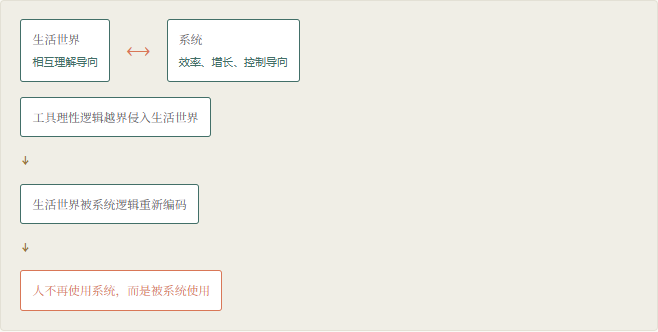 生活世界
相互理解导向
↔
系统
效率、增长、控制导向
工具理性逻辑越界侵入生活世界
↓
生活世界被系统逻辑重新编码
↓
人不再使用系统，而是被系统使用